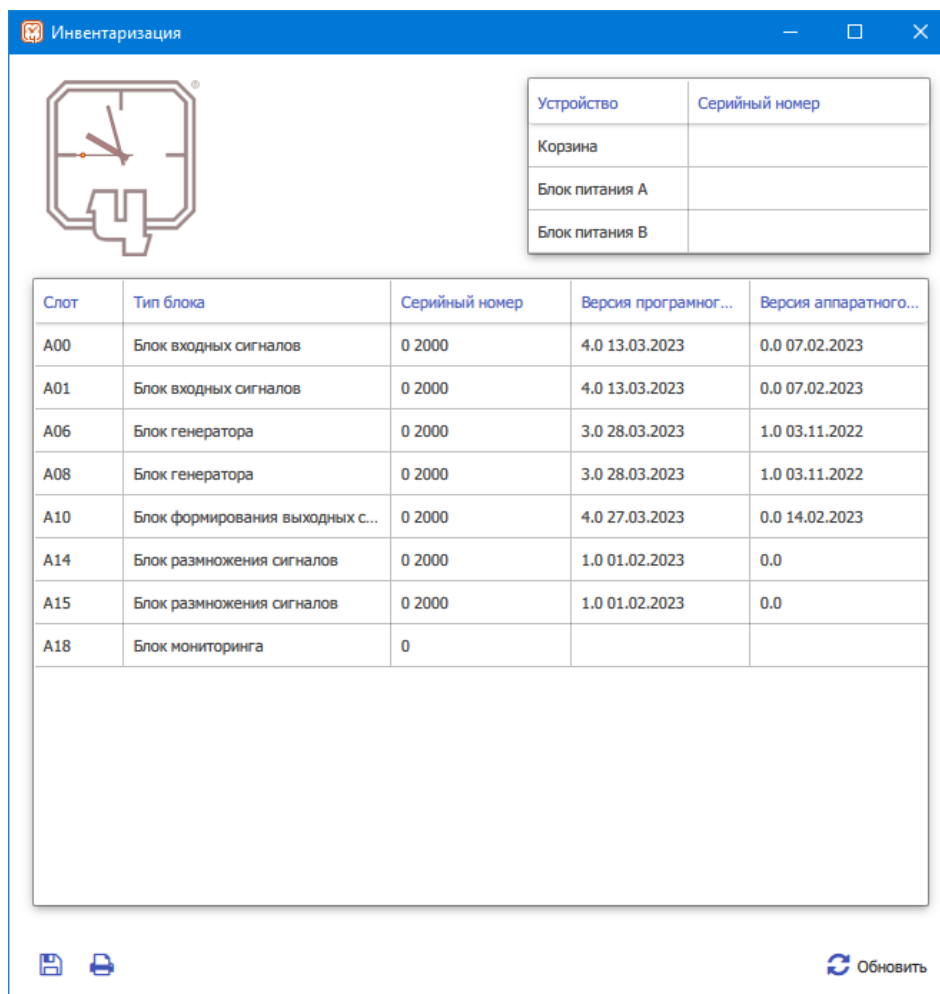 Инвентаризация
®
Устройство Серийный номер
Корзина
Блок питания А
Блок питания В
Слот Тип блока Серийный номер Версия програмног... Версия аппаратного...
A00 Блок входных сигналов 0 2000 4.0 13.03.2023 0.0 07.02.2023
A01 Блок входных сигналов 0 2000 4.0 13.03.2023 0.0 07.02.2023
A06 Блок генератора 0 2000 3.0 28.03.2023 1.0 03.11.2022
A08 Блок генератора 0 2000 3.0 28.03.2023 1.0 03.11.2022
A10 Блок формирования выходных с... 0 2000 4.0 27.03.2023 0.0 14.02.2023
A14 Блок размножения сигналов 0 2000 1.0 01.02.2023 0.0
A15 Блок размножения сигналов 0 2000 1.0 01.02.2023 0.0
A18 Блок мониторинга 0
Обновить